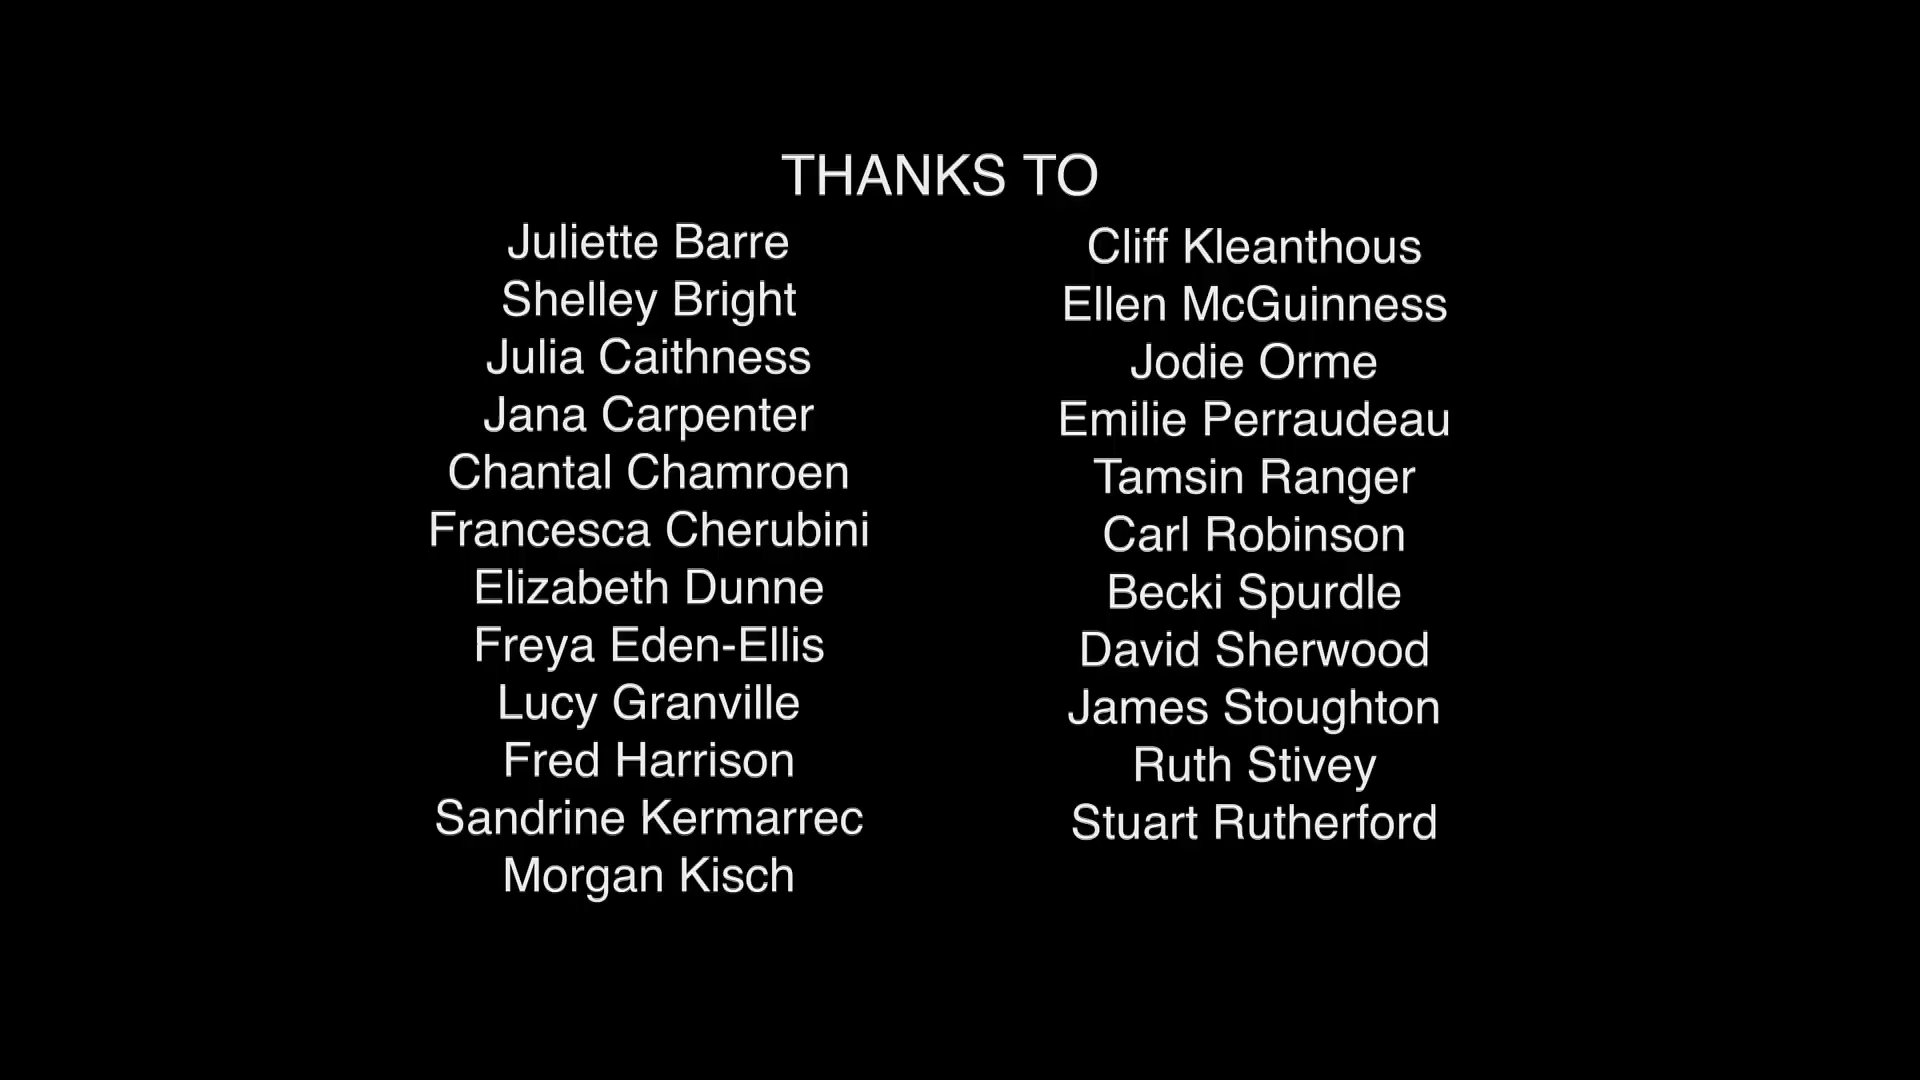 THANKS TO
Juliette Barre
Shelley Bright
Julia Caithness
Jana Carpenter
Chantal Chamroen
Francesca Cherubini
Elizabeth Dunne
Freya Eden-Ellis
Lucy Granville
Fred Harrison
Sandrine Kermarrec
Morgan Kisch
Cliff Kleanthous
Ellen McGuinness
Jodie Orme
Emilie Perraudeau
Tamsin Ranger
Carl Robinson
Becki Spurdle
David Sherwood
James Stoughton
Ruth Stivey
Stuart Rutherford